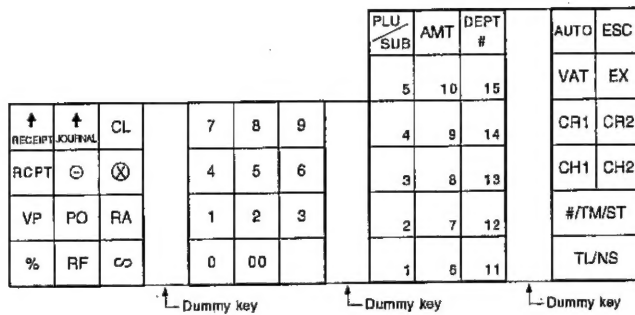 PLU/SUB AMT DEPT # AUTO ESC
5 10 15 VAT EX
↑ RECEIPT ↑ JOURNAL CL 7 8 9 4 9 14 CR1 CR2
RCPT ⊖ ⊗ 4 5 6 3 8 13 CH1 CH2
VP PO RA 1 2 3 2 7 12 #/TM/ST
% RF ∽ 0 00 1 6 11 TL/NS
Dummy key Dummy key Dummy key